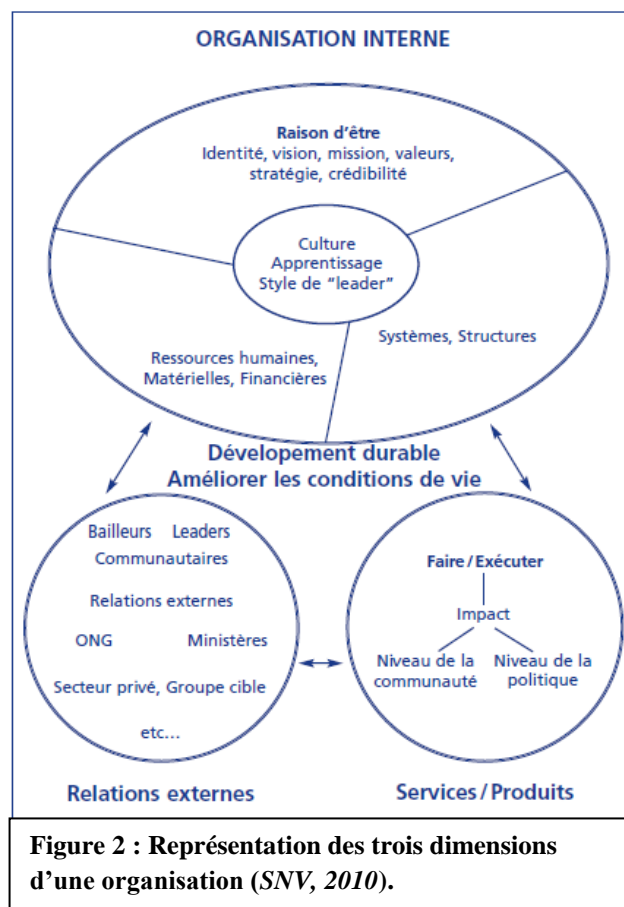 ORGANISATION INTERNE
Raison d'être
Identité, vision, mission, valeurs,
stratégie, crédibilité
Culture
Apprentissage
Style de "leader"
Systèmes, Structures
Ressources humaines,
Matérielles, Financières
Dévelopement durable
Améliorer les conditions de vie
Bailleurs Leaders
Communautaires
Relations externes
ONG Ministères
Secteur privé, Groupe cible
etc...
Faire/Exécuter
Impact
Niveau de la
communauté
Niveau de la
politique
Relations externes
Services/Produits
Figure 2 : Représentation des trois dimensions
d'une organisation (SNV, 2010).